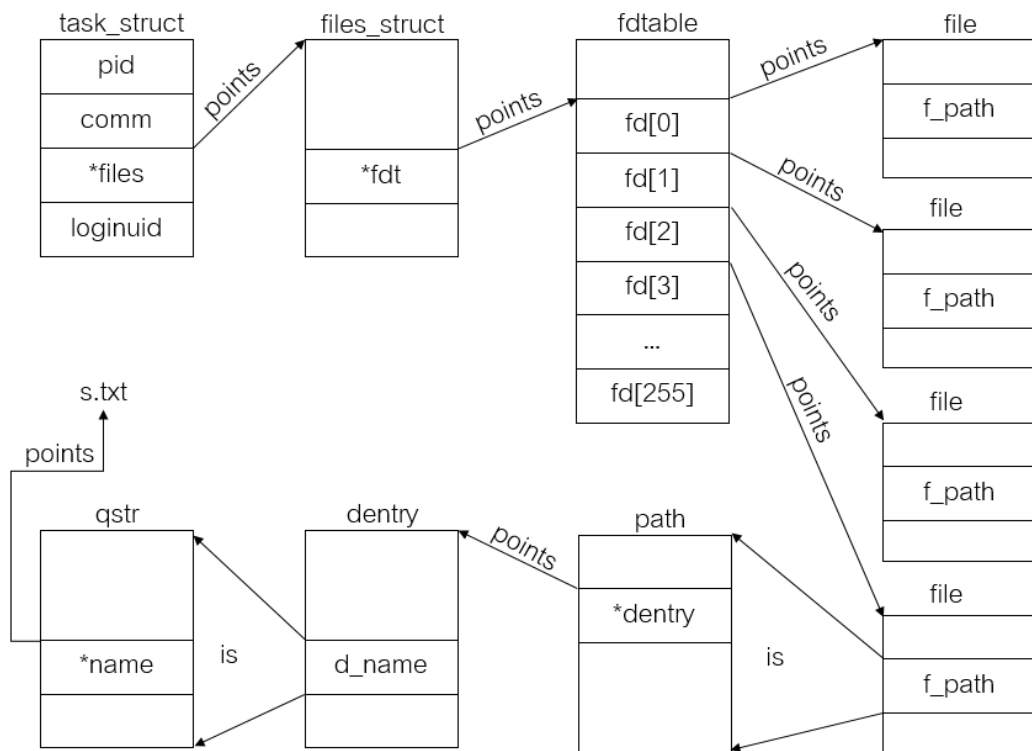 task_struct
pid
comm
*files
loginuid
points
files_struct
*fdt
points
fdtable
fd[0]
fd[1]
fd[2]
fd[3]
...
fd[255]
points
points
points
points
file
f_path
file
f_path
file
f_path
file
f_path
is
path
*dentry
points
dentry
d_name
is
qstr
*name
points
s.txt